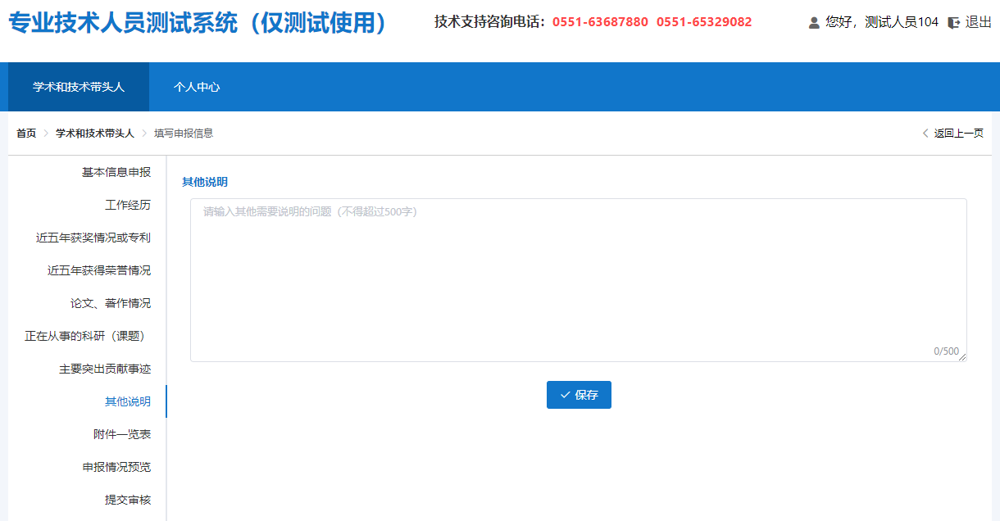 专业技术人员测试系统（仅测试使用）
技术支持咨询电话：0551-63687880 0551-65329082
您好，测试人员104 退出
学术和技术带头人 个人中心
首页 学术和技术带头人 填写申报信息 返回上一页
基本信息申报
工作经历
近五年获奖情况或专利
近五年获得荣誉情况
论文、著作情况
正在从事的科研（课题）
主要突出贡献事迹
其他说明
附件一览表
申报情况预览
提交审核
其他说明
请输入其他需要说明的问题（不得超过500字）
0/500
保存